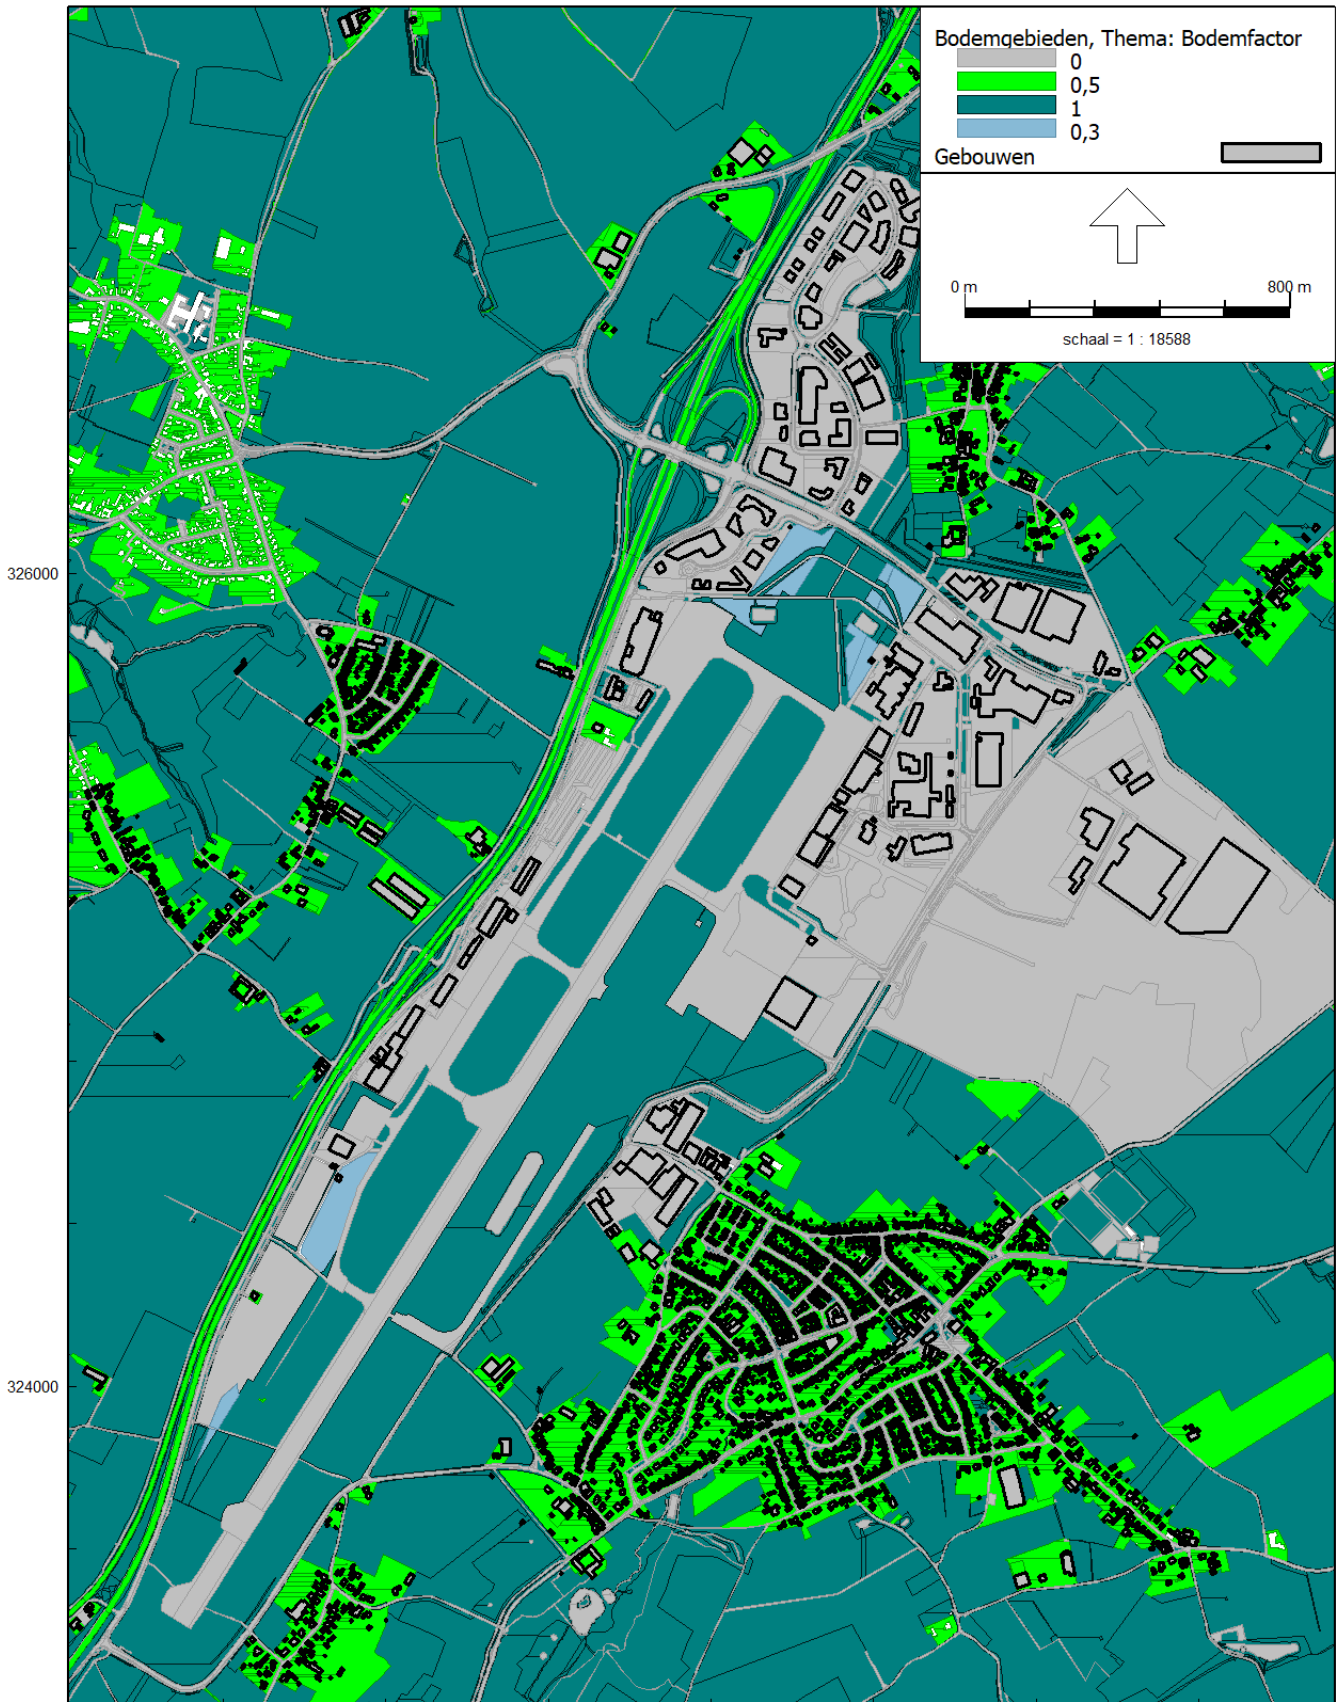 Bodemgebieden, Thema: Bodemfactor
0
0,5
1
0,3
Gebouwen
0 m 800 m
schaal = 1 : 18588
326000
324000